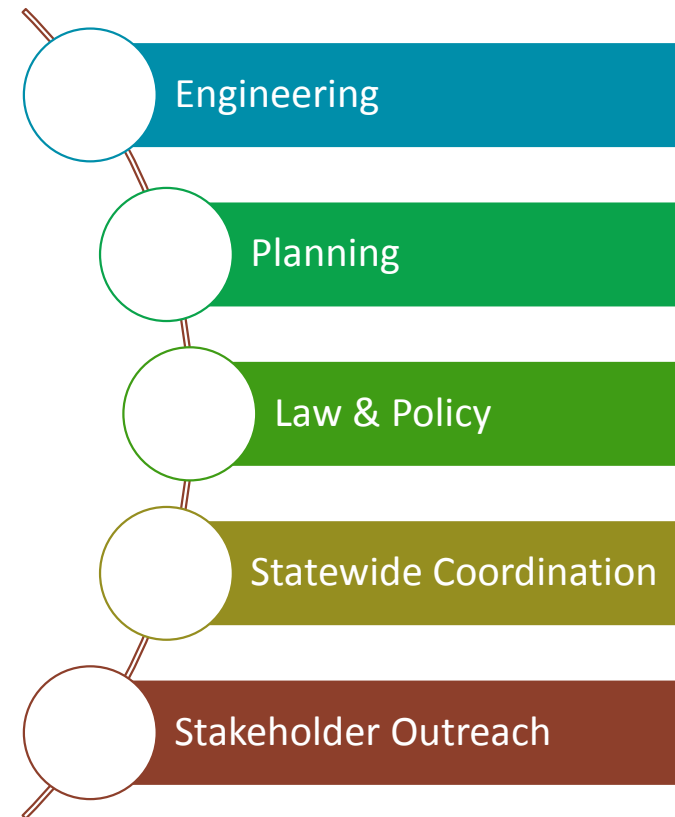 Engineering
Planning
Law & Policy
Statewide Coordination
Stakeholder Outreach